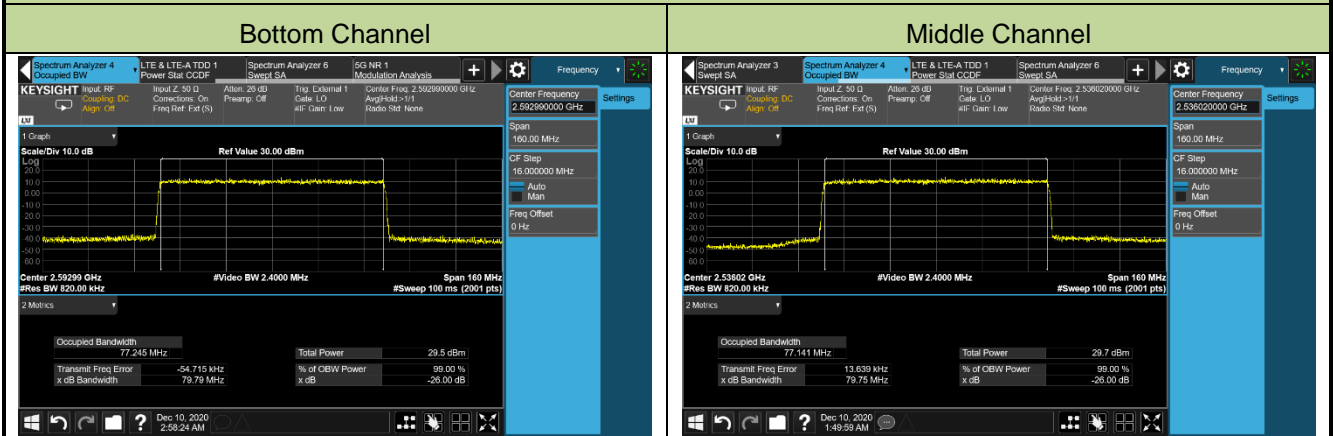 Bottom Channel
Middle Channel
Spectrum Analyzer 4
Occupied BW
LTE & LTE-A TDD 1
Power Stat CCDF
Spectrum Analyzer 6
Swept SA
5G NR 1
Modulation Analysis
Frequency
KEYSIGHT
Input: RF
Coupling: DC
Align: Off
Input Z: 50 Ω
Corrections: On
Freq Ref: Ext (S)
Atten: 26 dB
Preamp: Off
Trig: External 1
Gate: LO
#IF Gain: Low
Center Freq: 2.592990000 GHz
Avg|Hold:>1/1
Radio Std: None
LXI
Center Frequency
2.592990000 GHz
Settings
Span
160.00 MHz
CF Step
16.000000 MHz
Auto
Man
Freq Offset
0 Hz
1 Graph
Scale/Div 10.0 dB
Ref Value 30.00 dBm
Log
20.0
10.0
0.00
-10.0
-20.0
-30.0
-40.0
-50.0
-60.0
Center 2.59299 GHz
#Video BW 2.4000 MHz
Span 160 MHz
#Res BW 820.00 kHz
#Sweep 100 ms (2001 pts)
2 Metrics
Occupied Bandwidth
77.245 MHz
Total Power 29.5 dBm
Transmit Freq Error -54.715 kHz
% of OBW Power 99.00 %
x dB Bandwidth 79.79 MHz
x dB -26.00 dB
?
Dec 10, 2020
2:58:24 AM
Spectrum Analyzer 3
Swept SA
Spectrum Analyzer 4
Occupied BW
LTE & LTE-A TDD 1
Power Stat CCDF
Spectrum Analyzer 6
Swept SA
Frequency
KEYSIGHT
Input: RF
Coupling: DC
Align: Off
Input Z: 50 Ω
Corrections: On
Freq Ref: Ext (S)
Atten: 26 dB
Preamp: Off
Trig: External 1
Gate: LO
#IF Gain: Low
Center Freq: 2.536020000 GHz
Avg|Hold:>1/1
Radio Std: None
LXI
Center Frequency
2.536020000 GHz
Settings
Span
160.00 MHz
CF Step
16.000000 MHz
Auto
Man
Freq Offset
0 Hz
1 Graph
Scale/Div 10.0 dB
Ref Value 30.00 dBm
Log
20.0
10.0
0.00
-10.0
-20.0
-30.0
-40.0
-50.0
-60.0
Center 2.53602 GHz
#Video BW 2.4000 MHz
Span 160 MHz
#Res BW 820.00 kHz
#Sweep 100 ms (2001 pts)
2 Metrics
Occupied Bandwidth
77.141 MHz
Total Power 29.7 dBm
Transmit Freq Error 13.639 kHz
% of OBW Power 99.00 %
x dB Bandwidth 79.75 MHz
x dB -26.00 dB
?
Dec 10, 2020
1:49:59 AM